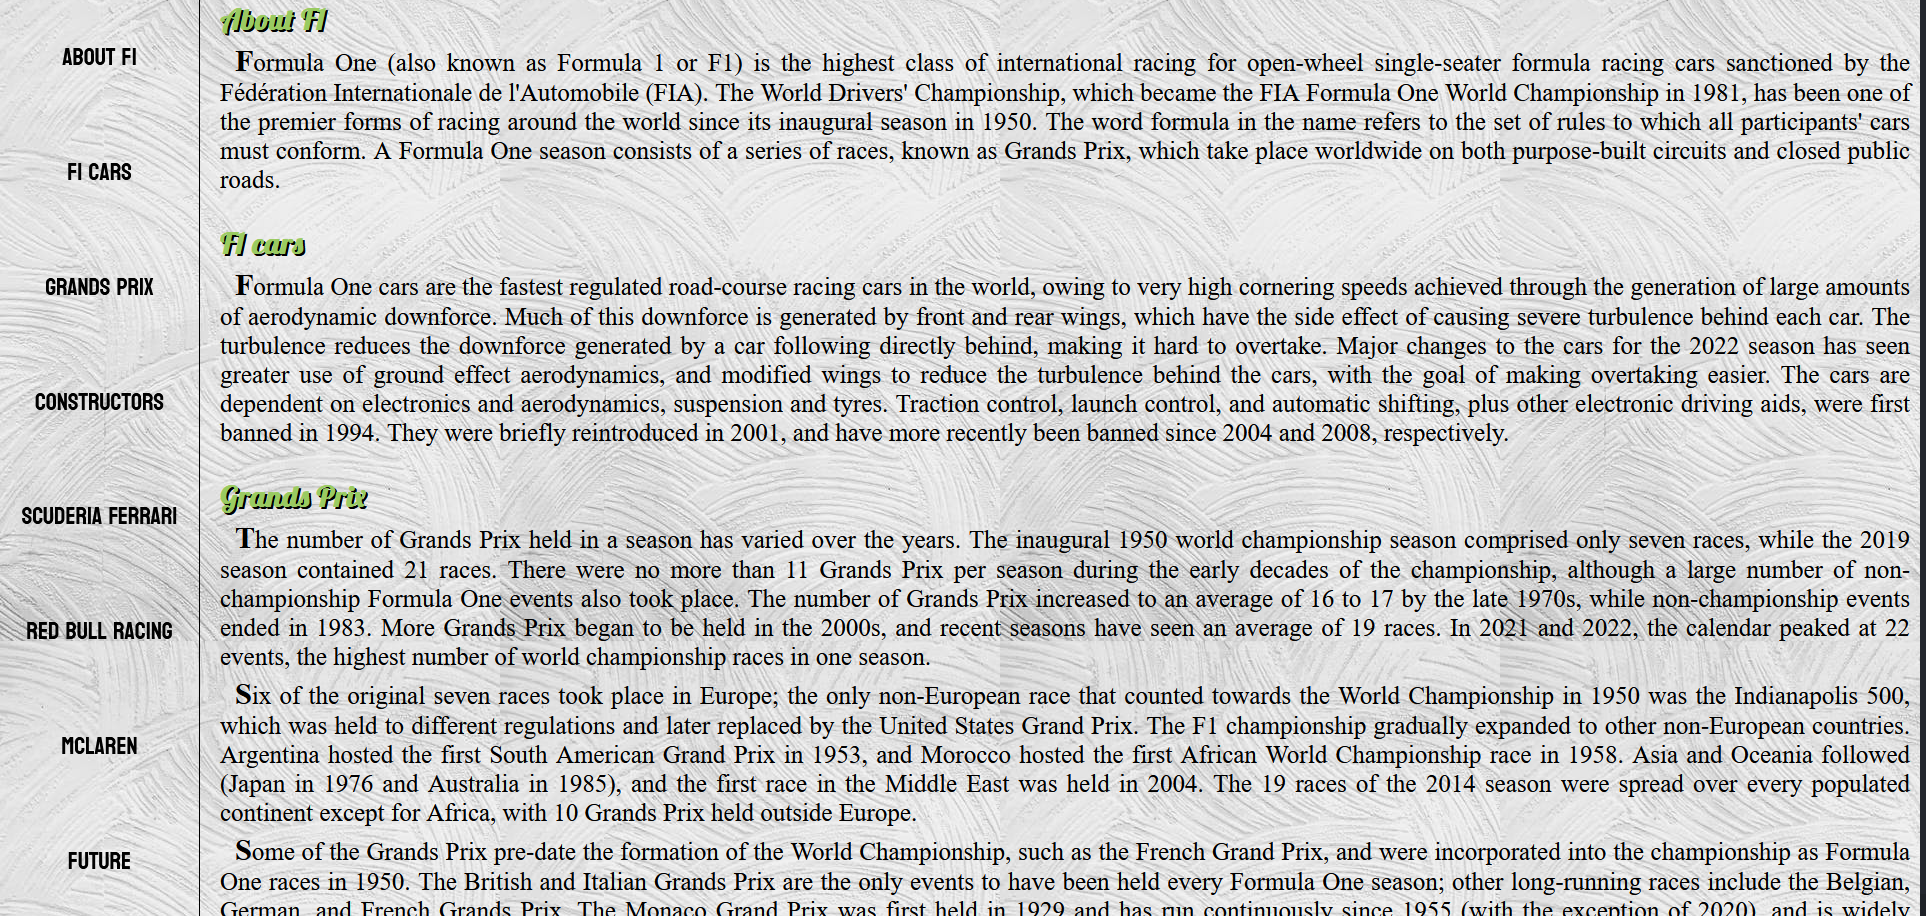 ABOUT F1
F1 CARS
GRANDS PRIX
CONSTRUCTORS
SCUDERIA FERRARI
RED BULL RACING
MCLAREN
FUTURE
About F1
Formula One (also known as Formula 1 or F1) is the highest class of international racing for open-wheel single-seater formula racing cars sanctioned by the
Fédération Internationale de l'Automobile (FIA). The World Drivers' Championship, which became the FIA Formula One World Championship in 1981, has been one of
the premier forms of racing around the world since its inaugural season in 1950. The word formula in the name refers to the set of rules to which all participants' cars
must conform. A Formula One season consists of a series of races, known as Grands Prix, which take place worldwide on both purpose-built circuits and closed public
roads.
F1 cars
Formula One cars are the fastest regulated road-course racing cars in the world, owing to very high cornering speeds achieved through the generation of large amounts
of aerodynamic downforce. Much of this downforce is generated by front and rear wings, which have the side effect of causing severe turbulence behind each car. The
turbulence reduces the downforce generated by a car following directly behind, making it hard to overtake. Major changes to the cars for the 2022 season has seen
greater use of ground effect aerodynamics, and modified wings to reduce the turbulence behind the cars, with the goal of making overtaking easier. The cars are
dependent on electronics and aerodynamics, suspension and tyres. Traction control, launch control, and automatic shifting, plus other electronic driving aids, were first
banned in 1994. They were briefly reintroduced in 2001, and have more recently been banned since 2004 and 2008, respectively.
Grands Prix
The number of Grands Prix held in a season has varied over the years. The inaugural 1950 world championship season comprised only seven races, while the 2019
season contained 21 races. There were no more than 11 Grands Prix per season during the early decades of the championship, although a large number of non-
championship Formula One events also took place. The number of Grands Prix increased to an average of 16 to 17 by the late 1970s, while non-championship events
ended in 1983. More Grands Prix began to be held in the 2000s, and recent seasons have seen an average of 19 races. In 2021 and 2022, the calendar peaked at 22
events, the highest number of world championship races in one season.
Six of the original seven races took place in Europe; the only non-European race that counted towards the World Championship in 1950 was the Indianapolis 500,
which was held to different regulations and later replaced by the United States Grand Prix. The F1 championship gradually expanded to other non-European countries.
Argentina hosted the first South American Grand Prix in 1953, and Morocco hosted the first African World Championship race in 1958. Asia and Oceania followed
(Japan in 1976 and Australia in 1985), and the first race in the Middle East was held in 2004. The 19 races of the 2014 season were spread over every populated
continent except for Africa, with 10 Grands Prix held outside Europe.
Some of the Grands Prix pre-date the formation of the World Championship, such as the French Grand Prix, and were incorporated into the championship as Formula
One races in 1950. The British and Italian Grands Prix are the only events to have been held every Formula One season; other long-running races include the Belgian,
German, and French Grands Prix. The Monaco Grand Prix was first held in 1929 and has run continuously since 1955 (with the exception of 2020), and is widely